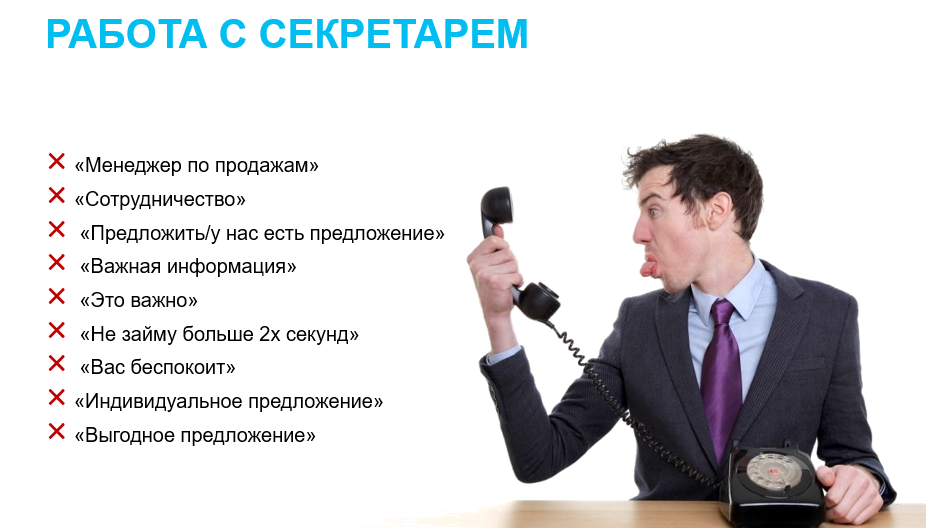 РАБОТА С СЕКРЕТАРЕМ
«Менеджер по продажам»
«Сотрудничество»
«Предложить/у нас есть предложение»
«Важная информация»
«Это важно»
«Не займу больше 2х секунд»
«Вас беспокоит»
«Индивидуальное предложение»
«Выгодное предложение»